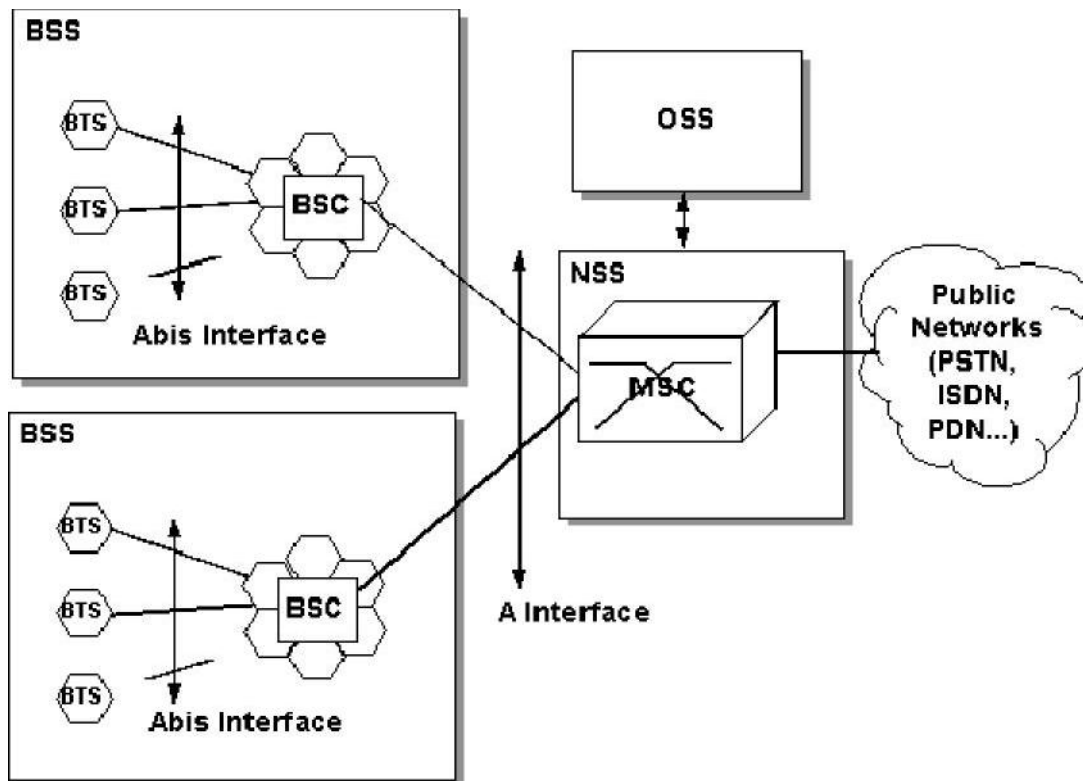 BSS
BTS
BTS
BTS
BSC
Abis Interface
OSS
NSS
MSC
Public
Networks
(PSTN,
ISDN,
PDN...)
A Interface
BSS
BTS
BTS
BTS
BSC
Abis Interface